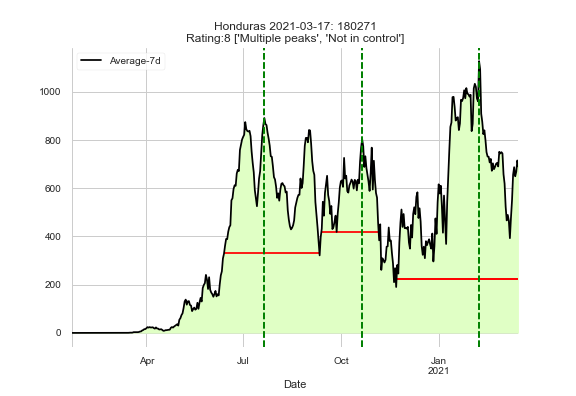 Honduras 2021-03-17: 180271
Rating:8 ['Multiple peaks', 'Not in control']
Average-7d
1000
800
600
400
200
0
Apr
Jul
Oct
Jan
2021
Date